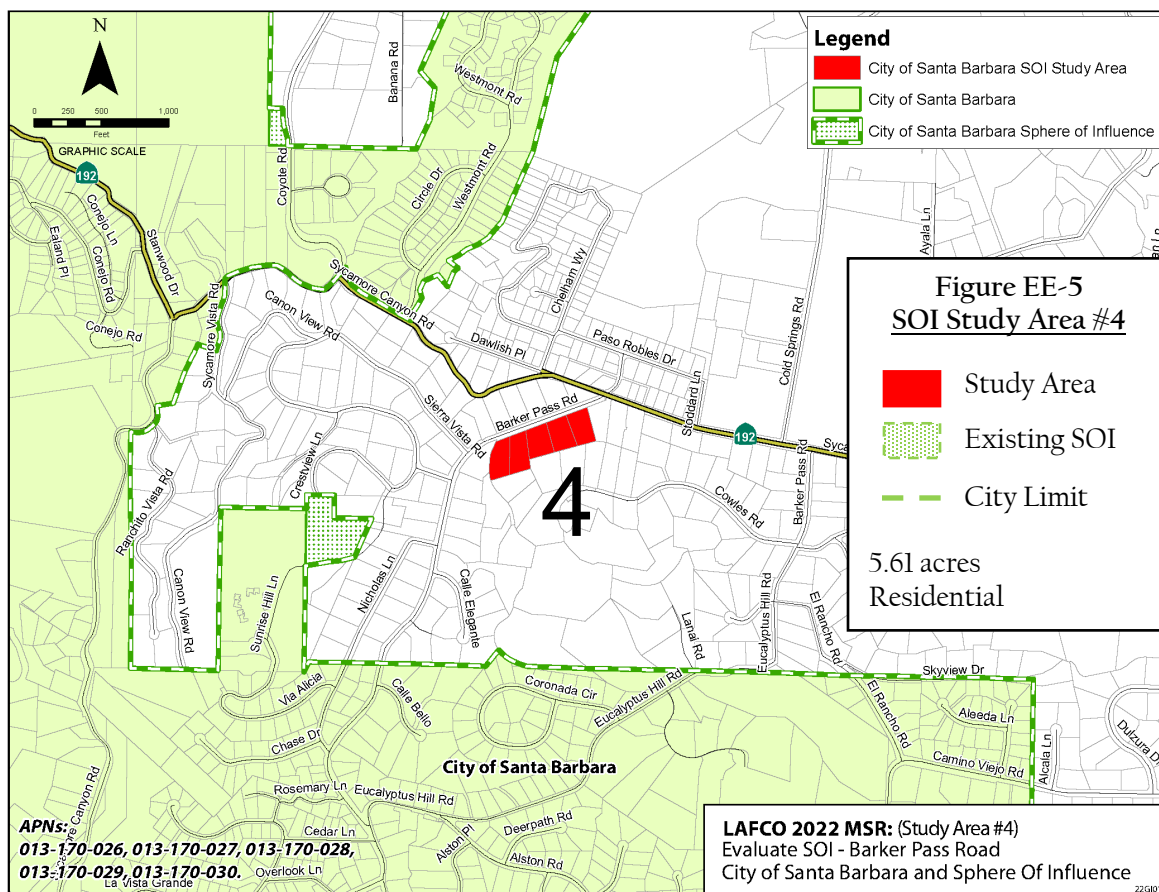 N
0 250 500 1,000
Feet
GRAPHIC SCALE
192
Legend
City of Santa Barbara SOI Study Area
City of Santa Barbara
City of Santa Barbara Sphere of Influence
Banana Rd
Westmont Rd
Coyote Rd
Circle Dr
Westmont Rd
Conejo Ln
Ealand Pl
Conejo Rd
Stanwood Dr
Conejo Rd
Sycamore Vista Rd
Sycamore Canyon Rd
Canon View Rd
Chelham Wy
Dawlish Pl
Paso Robles Dr
Stoddard Ln
Cold Springs Rd
Ayala Ln
Figure EE-5
SOI Study Area #4
Study Area
Existing SOI
City Limit
5.61 acres
Residential
Sierra Vista Rd
Barker Pass Rd
192
4
Crestview Ln
Ranchito Vista Rd
Canon View Rd
Sunrise Hill Ln
Nicholas Ln
Calle Elegante
Cowles Rd
Barker Pass Rd
Lanai Rd
Eucalyptus Hill Rd
El Rancho Rd
Skyview Dr
Via Alicia
Calle Bello
Coronada Cir
Eucalyptus Hill Rd
El Rancho Rd
Aleeda Ln
Chase Dr
Camino Viejo Rd
Alcala Ln
Dulzura Dr
City of Santa Barbara
Rosemary Ln
Eucalyptus Hill Rd
Cedar Ln
Alston Pl
Deerpath Rd
Alston Rd
Overlook Ln
La Vista Grande
APNs:
013-170-026, 013-170-027, 013-170-028,
013-170-029, 013-170-030.
LAFCO 2022 MSR: (Study Area #4)
Evaluate SOI - Barker Pass Road
City of Santa Barbara and Sphere Of Influence